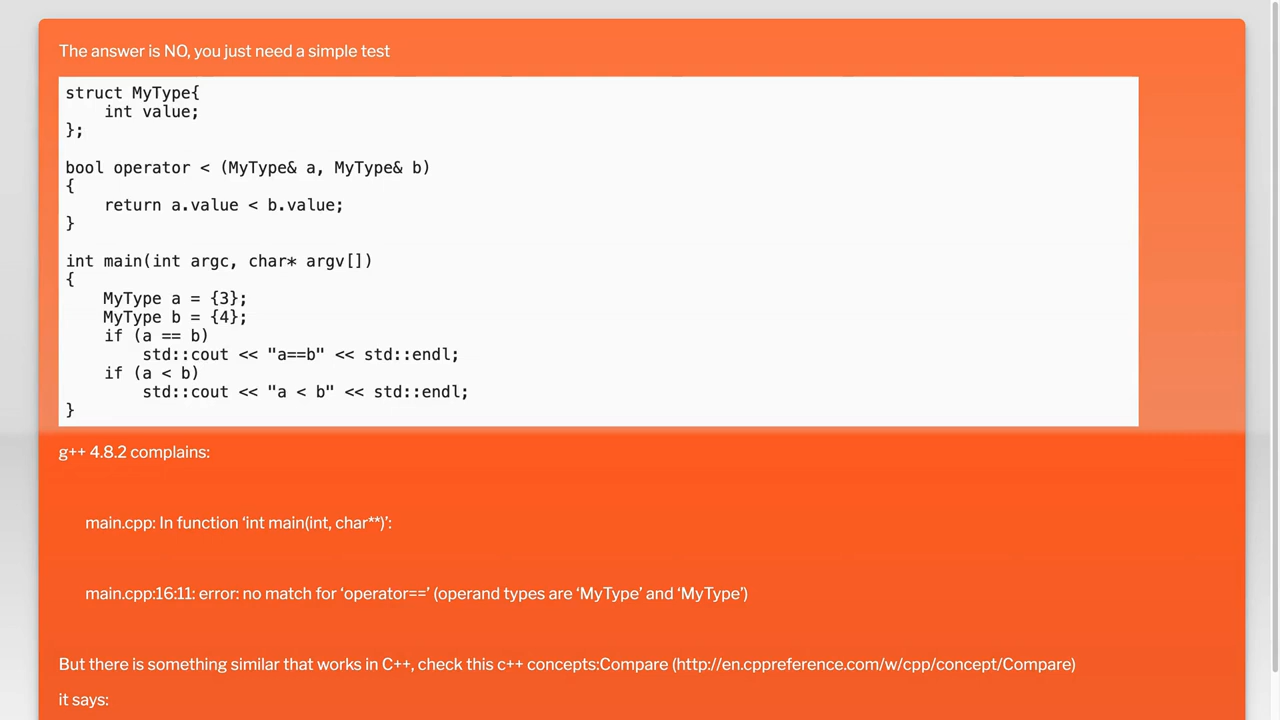 The answer is NO, you just need a simple test
struct MyType{
    int value;
};
bool operator < (MyType& a, MyType& b)
{
    return a.value < b.value;
}
int main(int argc, char* argv[])
{
    MyType a = {3};
    MyType b = {4};
    if (a == b)
        std::cout << "a==b" << std::endl;
    if (a < b)
        std::cout << "a < b" << std::endl;
}
g++ 4.8.2 complains:
main.cpp: In function ‘int main(int, char**)’:
main.cpp:16:11: error: no match for ‘operator==’ (operand types are ‘MyType’ and ‘MyType’)
But there is something similar that works in C++, check this c++ concepts:Compare (http://en.cppreference.com/w/cpp/concept/Compare)
it says: